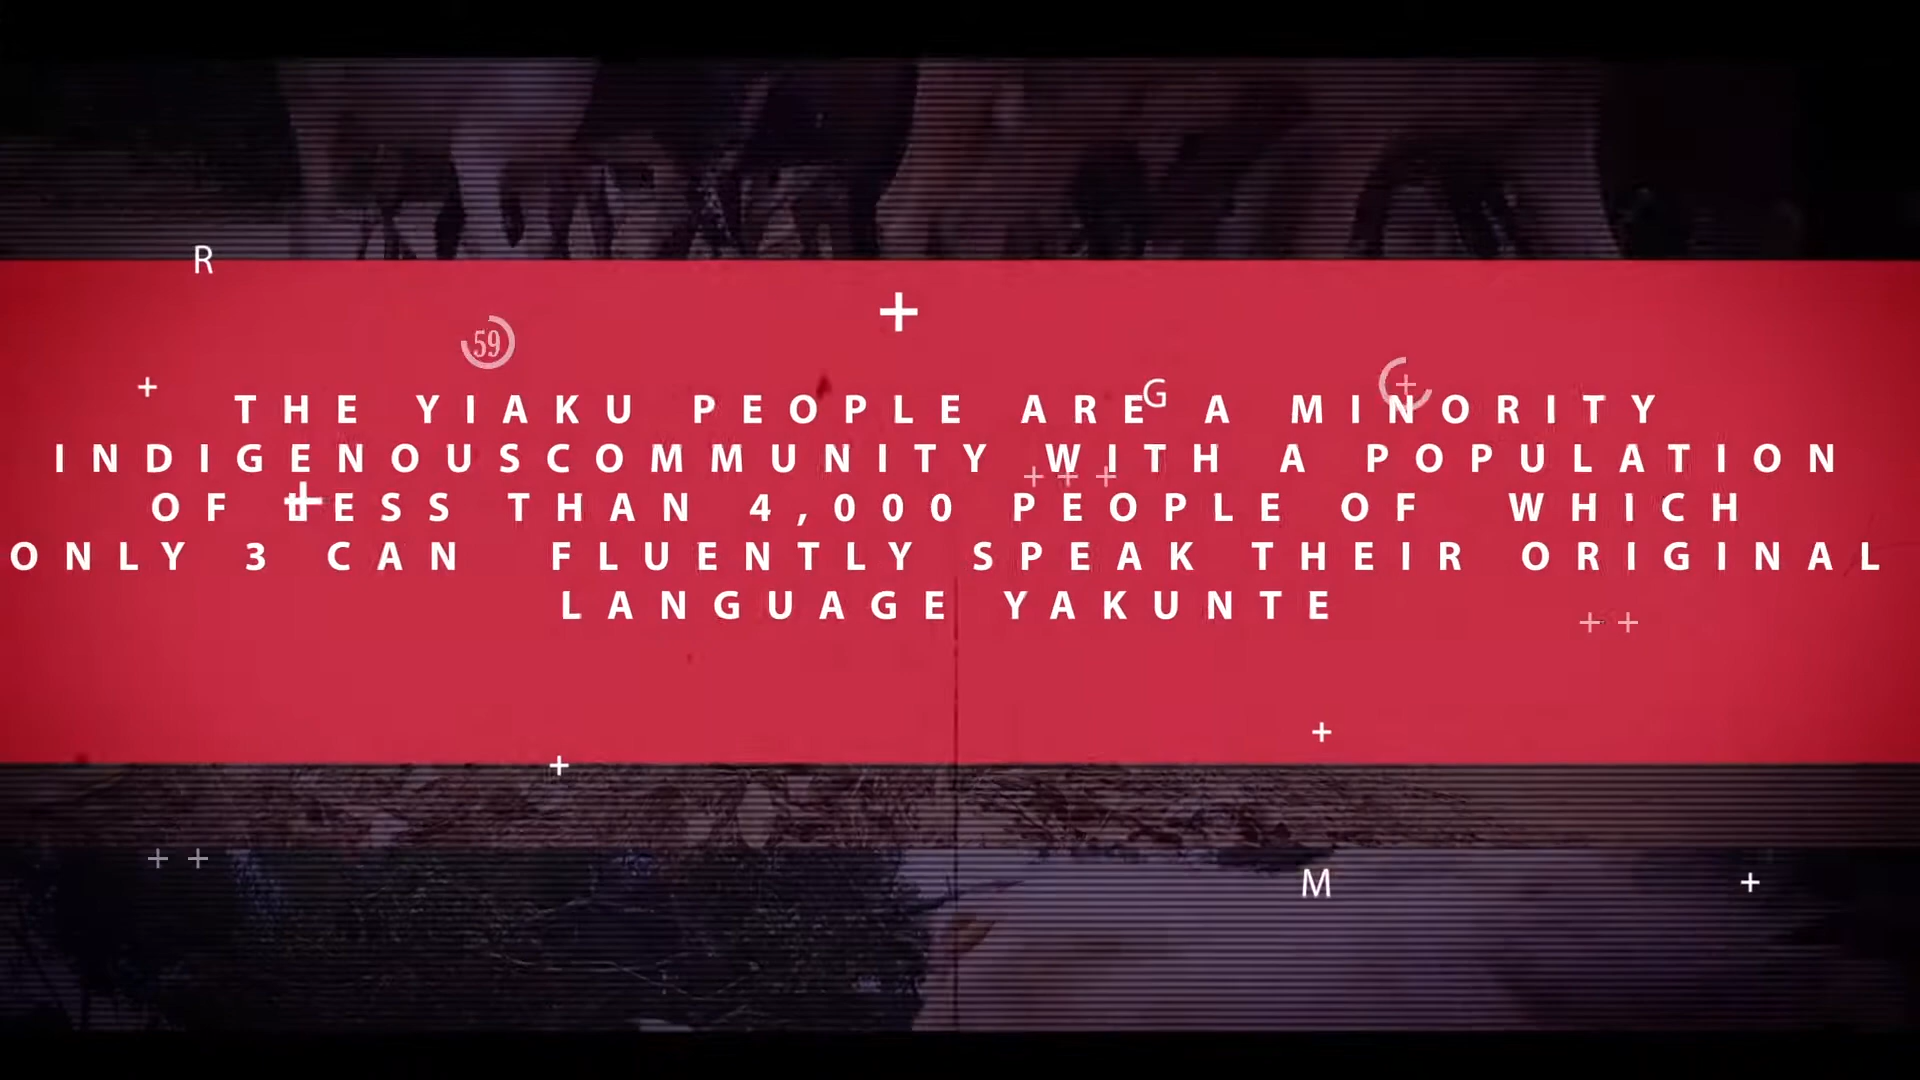 R
59
G
THE YIAKU PEOPLE ARE A MINORITY
INDIGENOUSCOMMUNITY WITH A POPULATION
OF LESS THAN 4,000 PEOPLE OF WHICH
ONLY 3 CAN FLUENTLY SPEAK THEIR ORIGINAL
LANGUAGE YAKUNTE
M